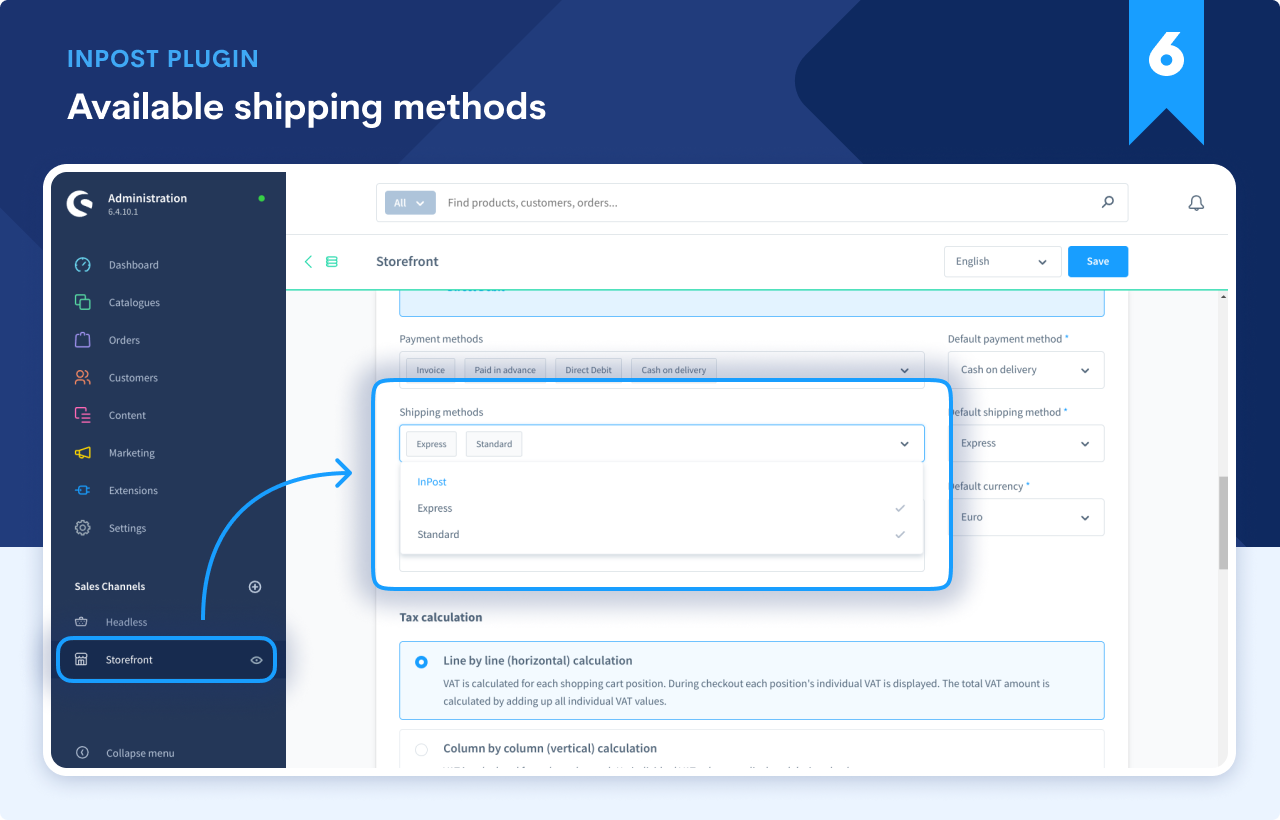 INPOST PLUGIN
Available shipping methods
6
Administration
6.4.10.1
Dashboard
Catalogues
Orders
Customers
Content
Marketing
Extensions
Settings
Sales Channels
Headless
Storefront
Collapse menu
All
Find products, customers, orders...
Storefront
English
Save
Payment methods
Invoice
Paid in advance
Direct Debit
Cash on delivery
Default payment method *
Cash on delivery
Shipping methods
Express
Standard
InPost
Express
Standard
Default shipping method *
Express
Default currency *
Euro
Tax calculation
Line by line (horizontal) calculation
VAT is calculated for each shopping cart position. During checkout each position's individual VAT is displayed. The total VAT amount is
calculated by adding up all individual VAT values.
Column by column (vertical) calculation